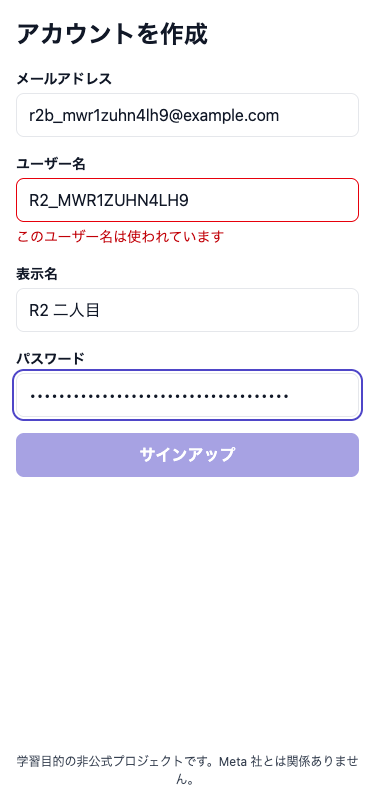 アカウントを作成
メールアドレス
r2b_mwr1zuhn4lh9@example.com
ユーザー名
R2_MWR1ZUHN4LH9
このユーザー名は使われています
表示名
R2 二人目
パスワード
••••••••••••••••••••••••••••••••••••
サインアップ
学習目的の非公式プロジェクトです。Meta 社とは関係ありませ
ん。